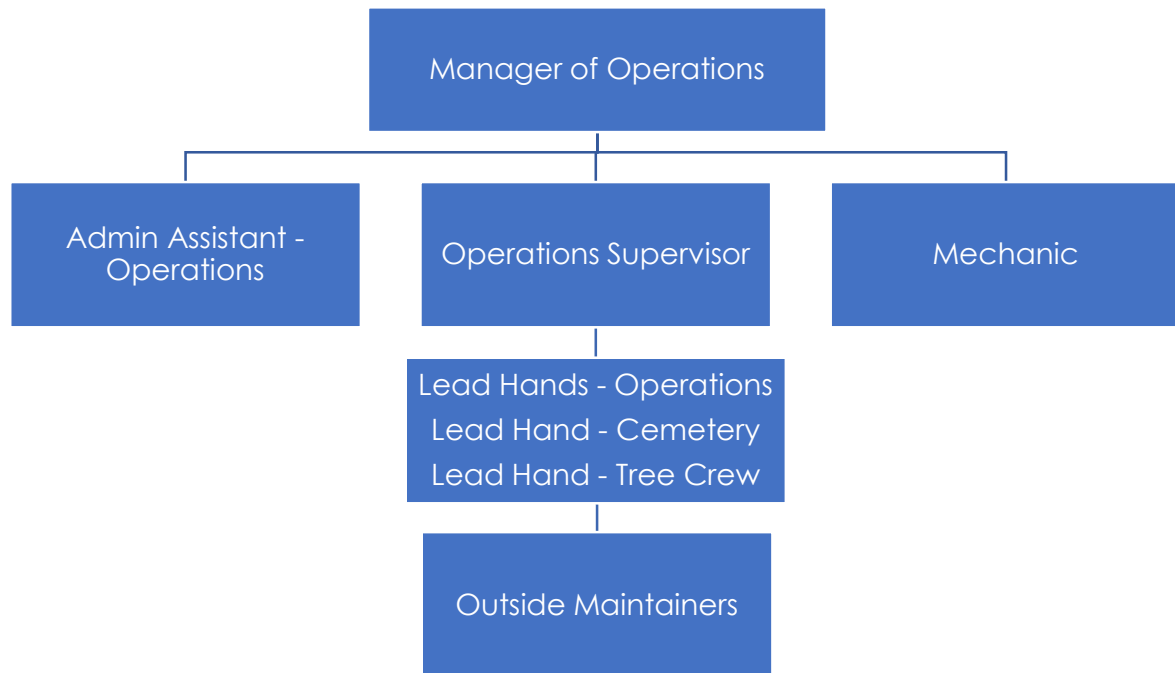 Manager of Operations
Admin Assistant -
Operations
Operations Supervisor
Mechanic
Lead Hands - Operations
Lead Hand - Cemetery
Lead Hand - Tree Crew
Outside Maintainers